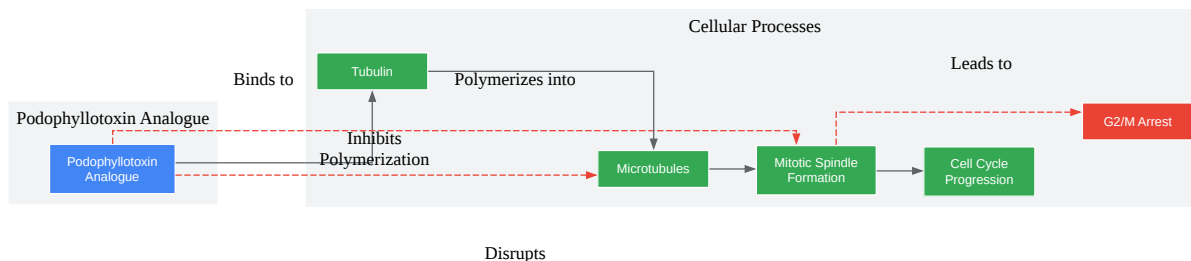 Cellular Processes
Leads to
Tubulin
Binds to
Polymerizes into
Podophyllotoxin Analogue
G2/M Arrest
Inhibits
Polymerization
Podophyllotoxin
Analogue
Microtubules
Mitotic Spindle
Formation
Cell Cycle
Progression
Disrupts